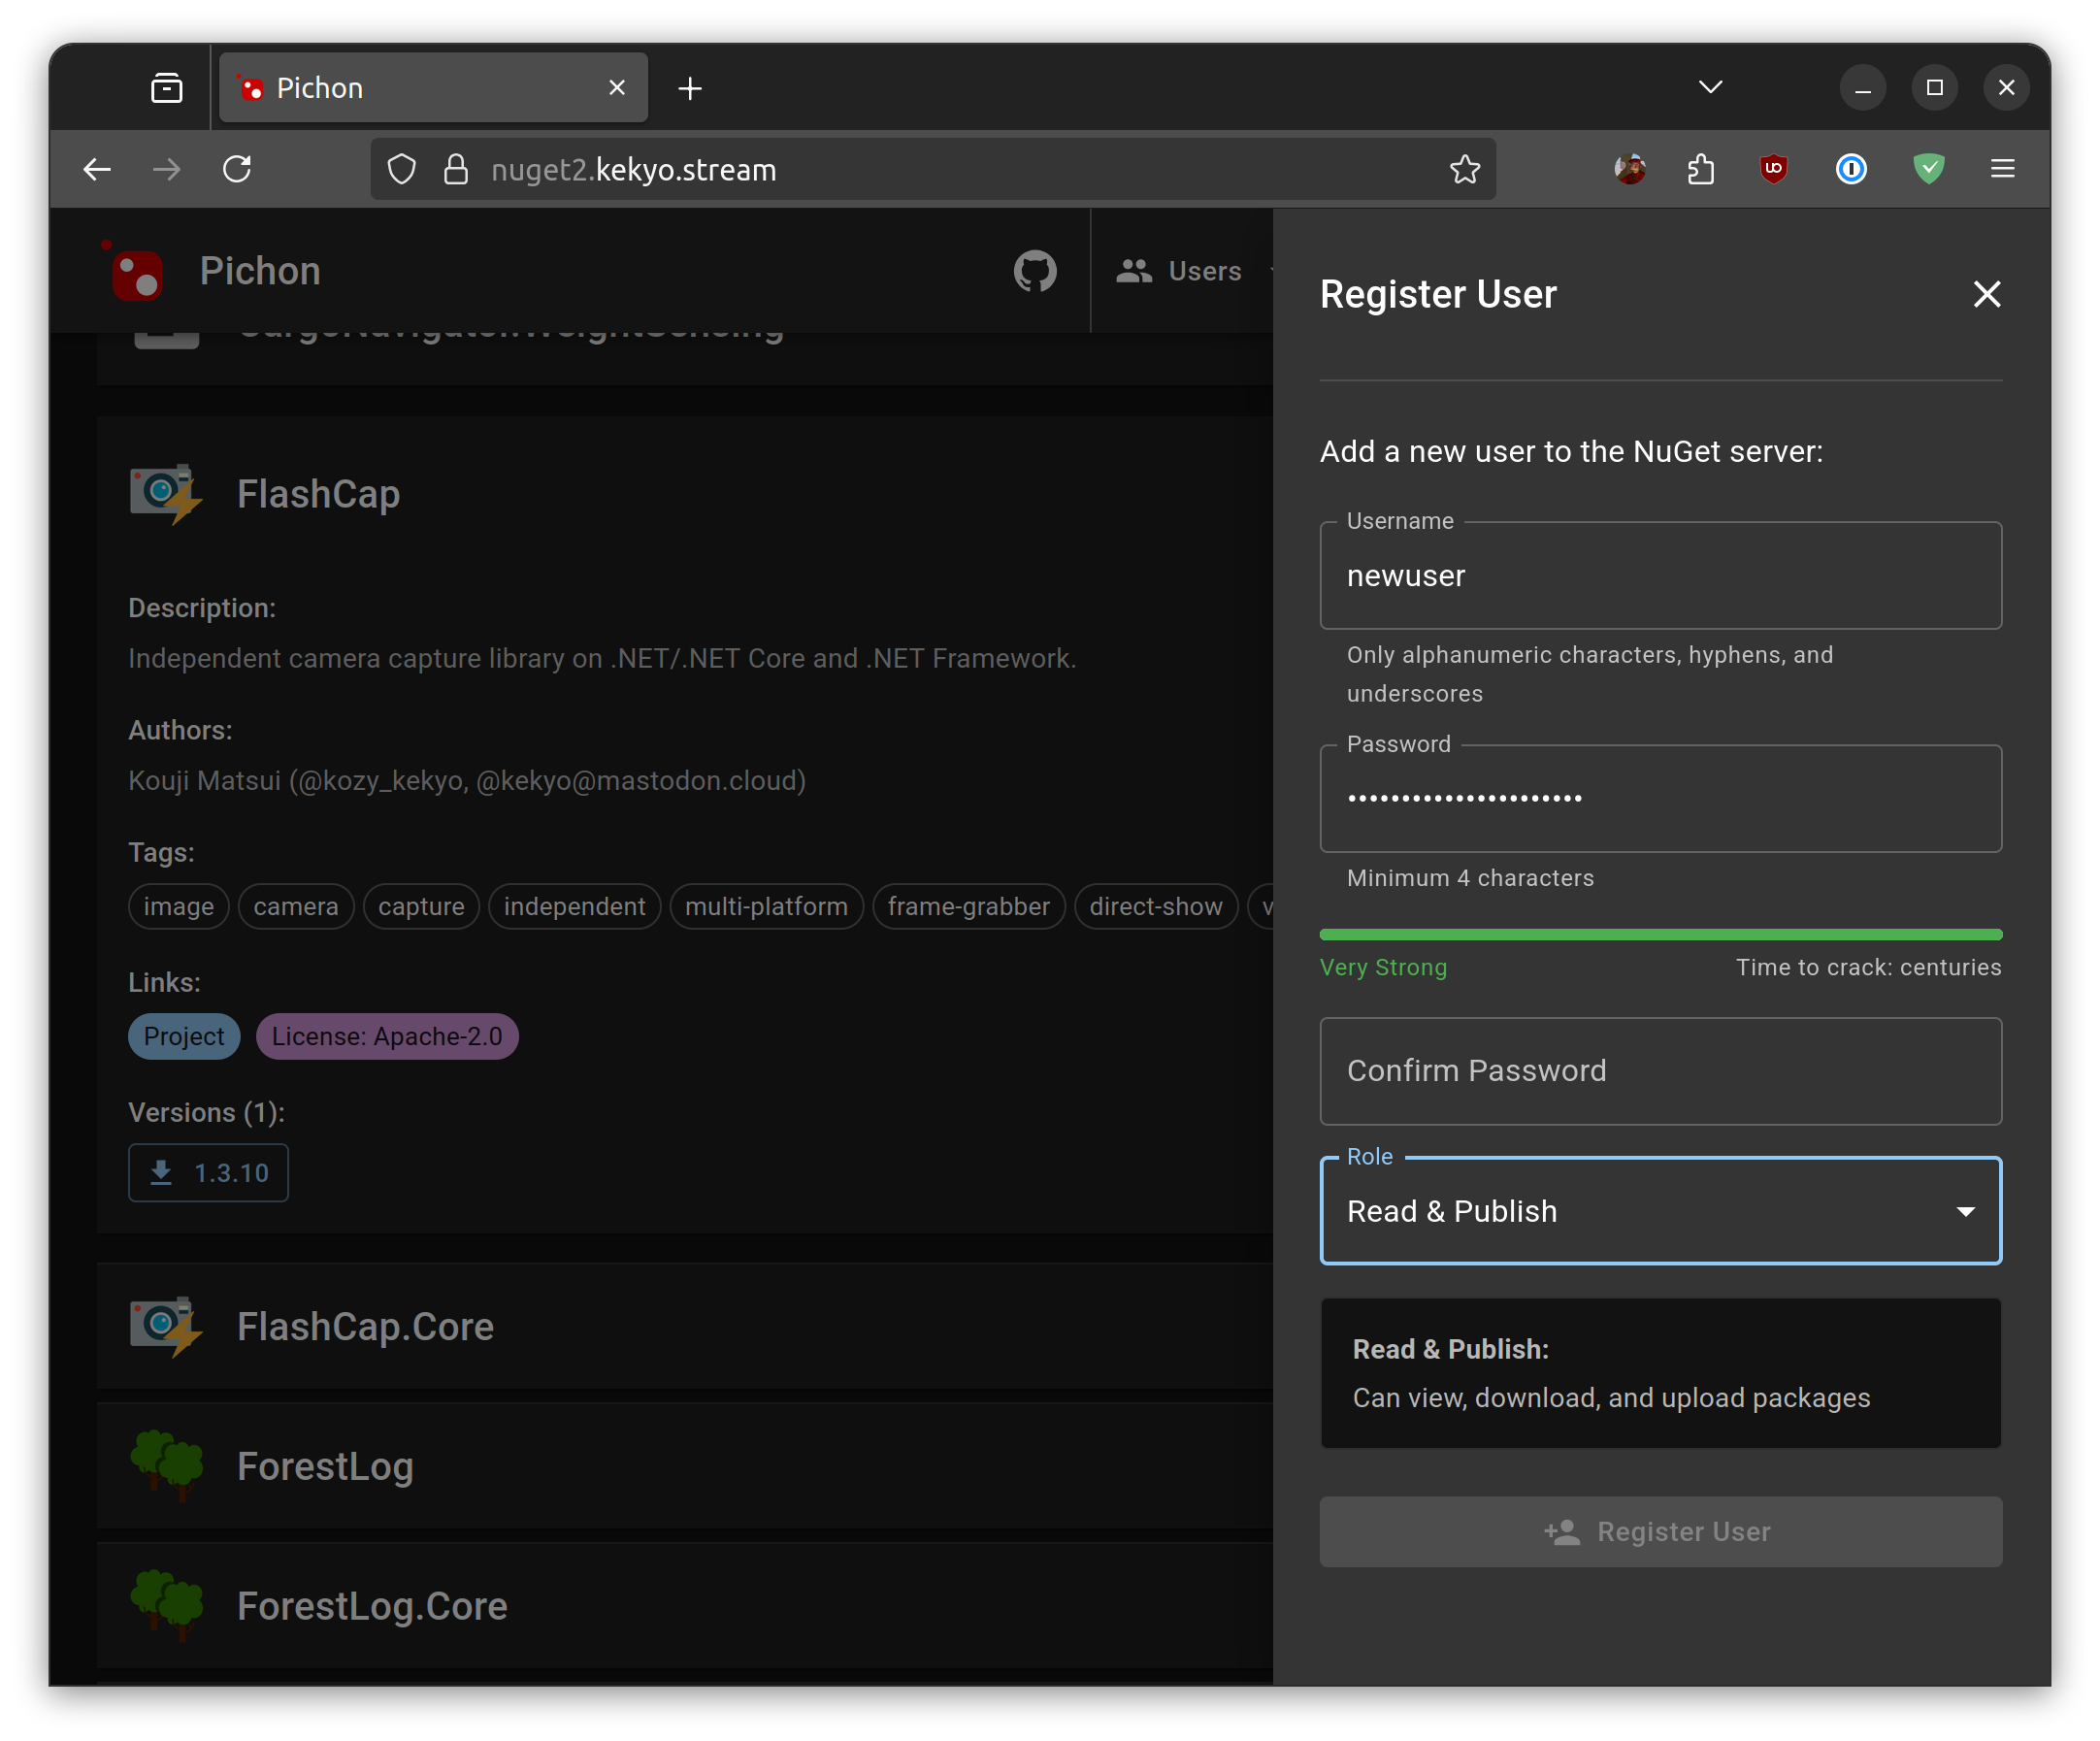 Pichon
nuget2.kekyo.stream
Pichon
Users
CargoNavigator.WeightSensing
FlashCap
Description:
Independent camera capture library on .NET/.NET Core and .NET Framework.
Authors:
Kouji Matsui (@kozy_kekyo, @kekyo@mastodon.cloud)
Tags:
image camera capture independent multi-platform frame-grabber direct-show
Links:
Project License: Apache-2.0
Versions (1):
1.3.10
FlashCap.Core
ForestLog
ForestLog.Core
Register User
Add a new user to the NuGet server:
Username
newuser
Only alphanumeric characters, hyphens, and
underscores
Password
••••••••••••••••••••••
Minimum 4 characters
Very Strong Time to crack: centuries
Confirm Password
Role
Read & Publish
Read & Publish:
Can view, download, and upload packages
Register User